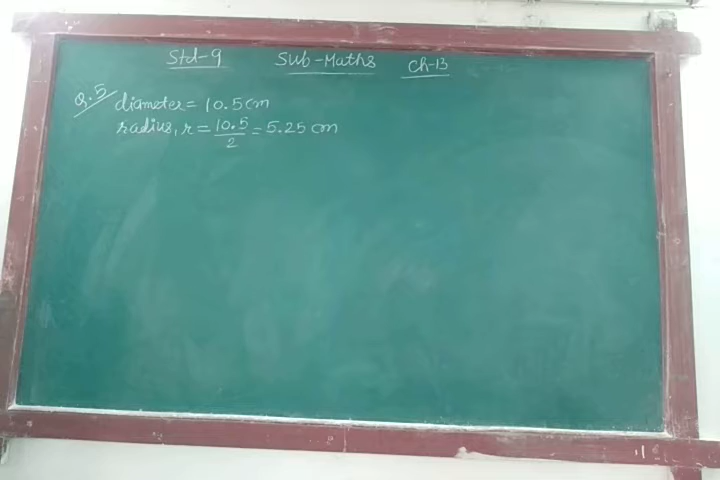 Std-9 Sub-Maths Ch-13
Q.5 diameter = 10.5 cm
radius, r = 10.5/2 = 5.25 cm